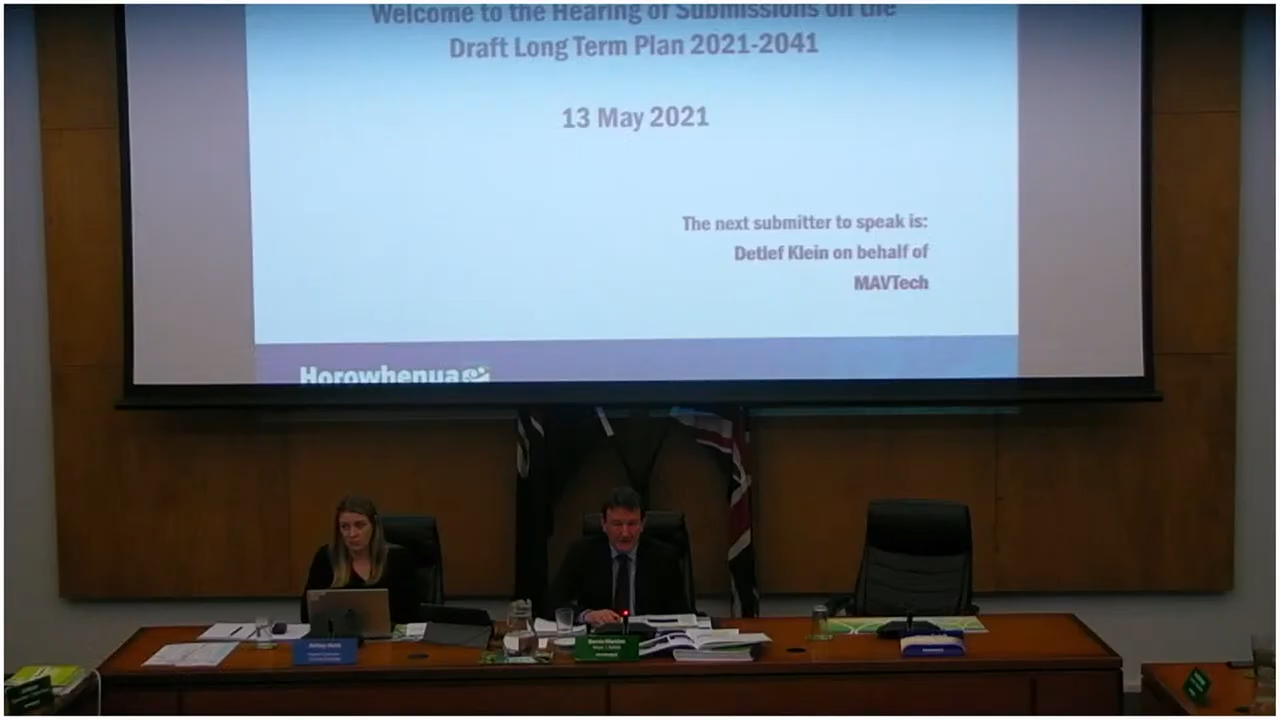 Welcome to the Hearing of Submissions on the
Draft Long Term Plan 2021-2041
13 May 2021
The next submitter to speak is:
Detlef Klein on behalf of
MAVTech
Horowhenua